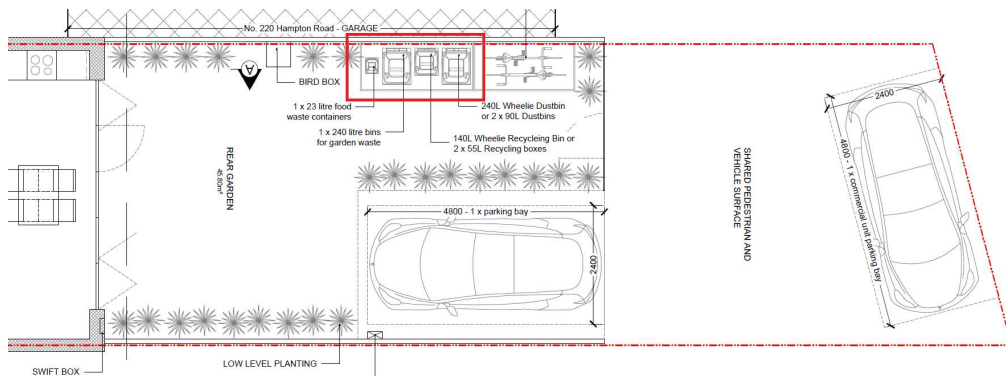 No. 220 Hampton Road - GARAGE
A
BIRD BOX
1 x 23 litre food
waste containers
1 x 240 litre bins
for garden waste
240L Wheelie Dustbin
or 2 x 90L Dustbins
140L Wheelie Recycleing Bin or
2 x 55L Recycling boxes
REAR GARDEN
45.80m²
4800 - 1 x parking bay
2400
SHARED PEDESTRIAN AND
VEHICLE SURFACE
2400
4800 - 1 x commercial unit parking bay
SWIFT BOX
LOW LEVEL PLANTING